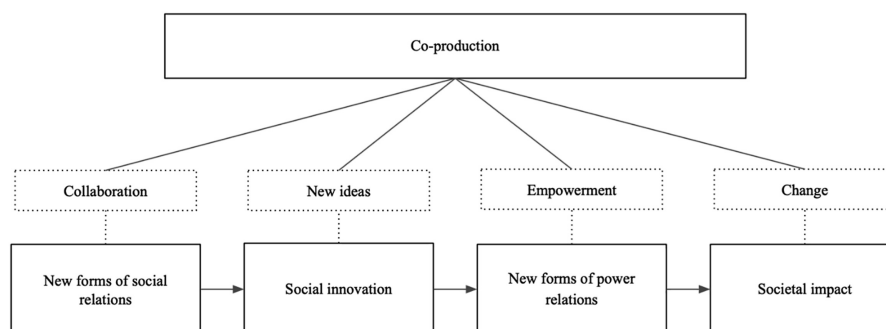 Co-production
Collaboration
New ideas
Empowerment
Change
New forms of social
relations
Social innovation
New forms of power
relations
Societal impact